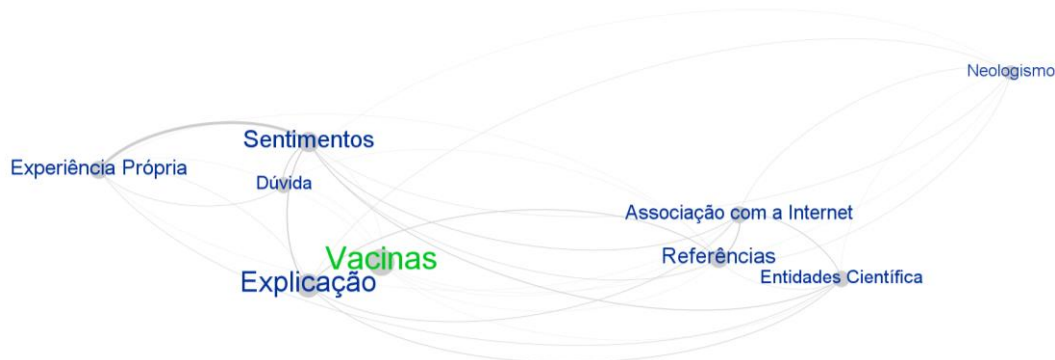 Neologismo
Sentimentos
Experiência Própria
Dúvida
Associação com a Internet
Vacinas
Referências
Explicação
Entidades Científica